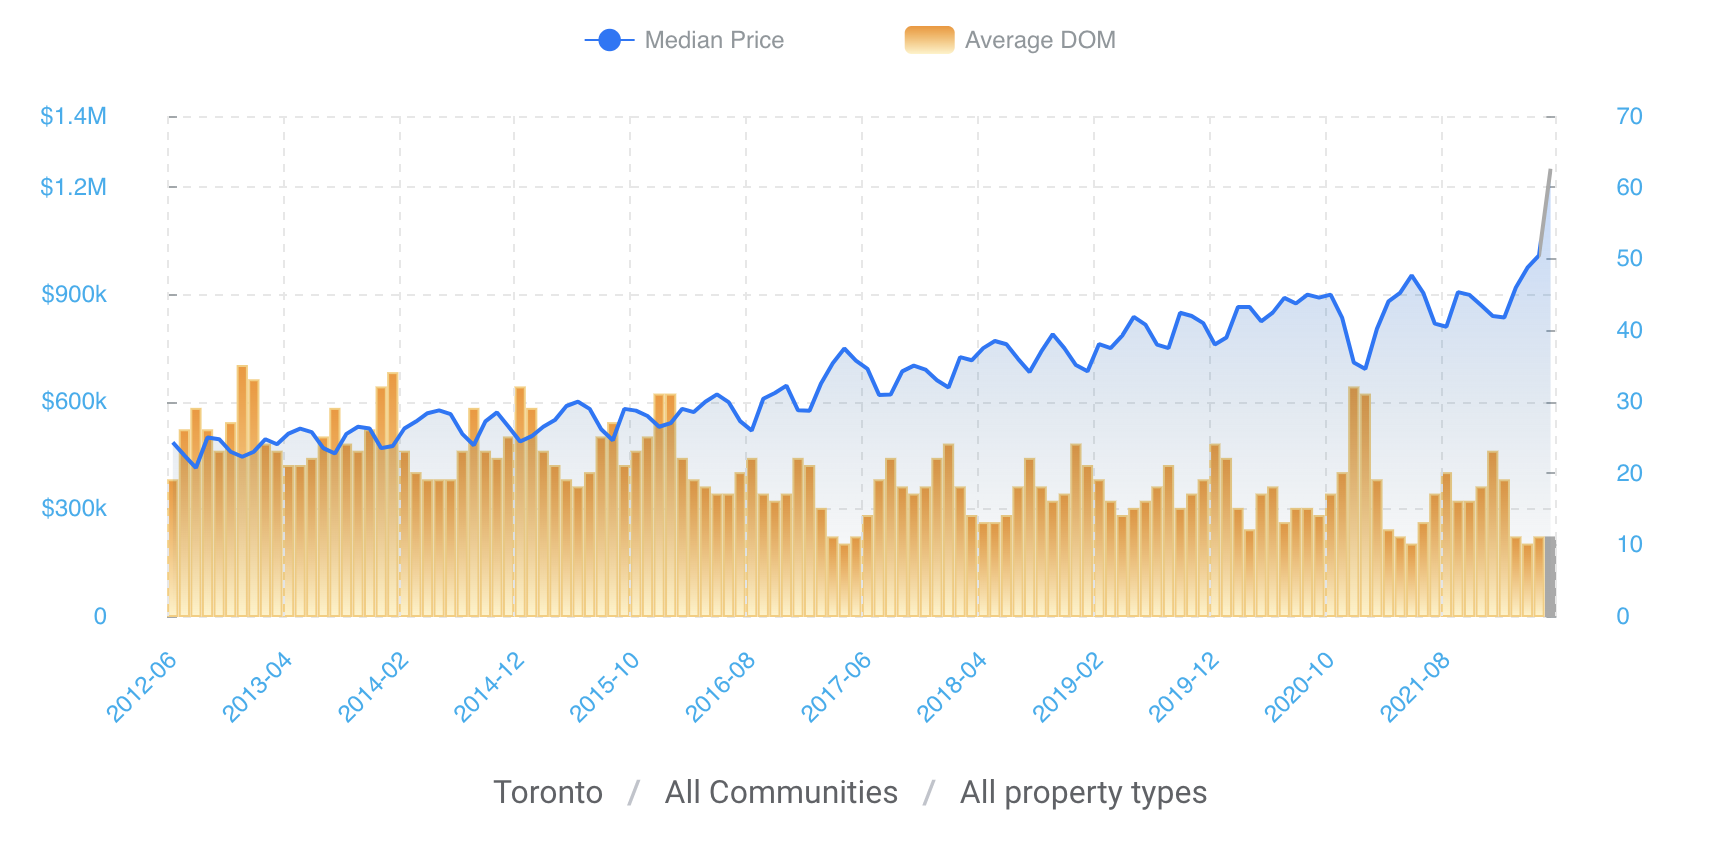 Median Price Average DOM
$1.4M 70
$1.2M 60
50
$900k
40
$600k 30
20
$300k
10
0 0
2012-06 2013-04 2014-02 2014-12 2015-10 2016-08 2017-06 2018-04 2019-02 2019-12 2020-10 2021-08
Toronto / All Communities / All property types